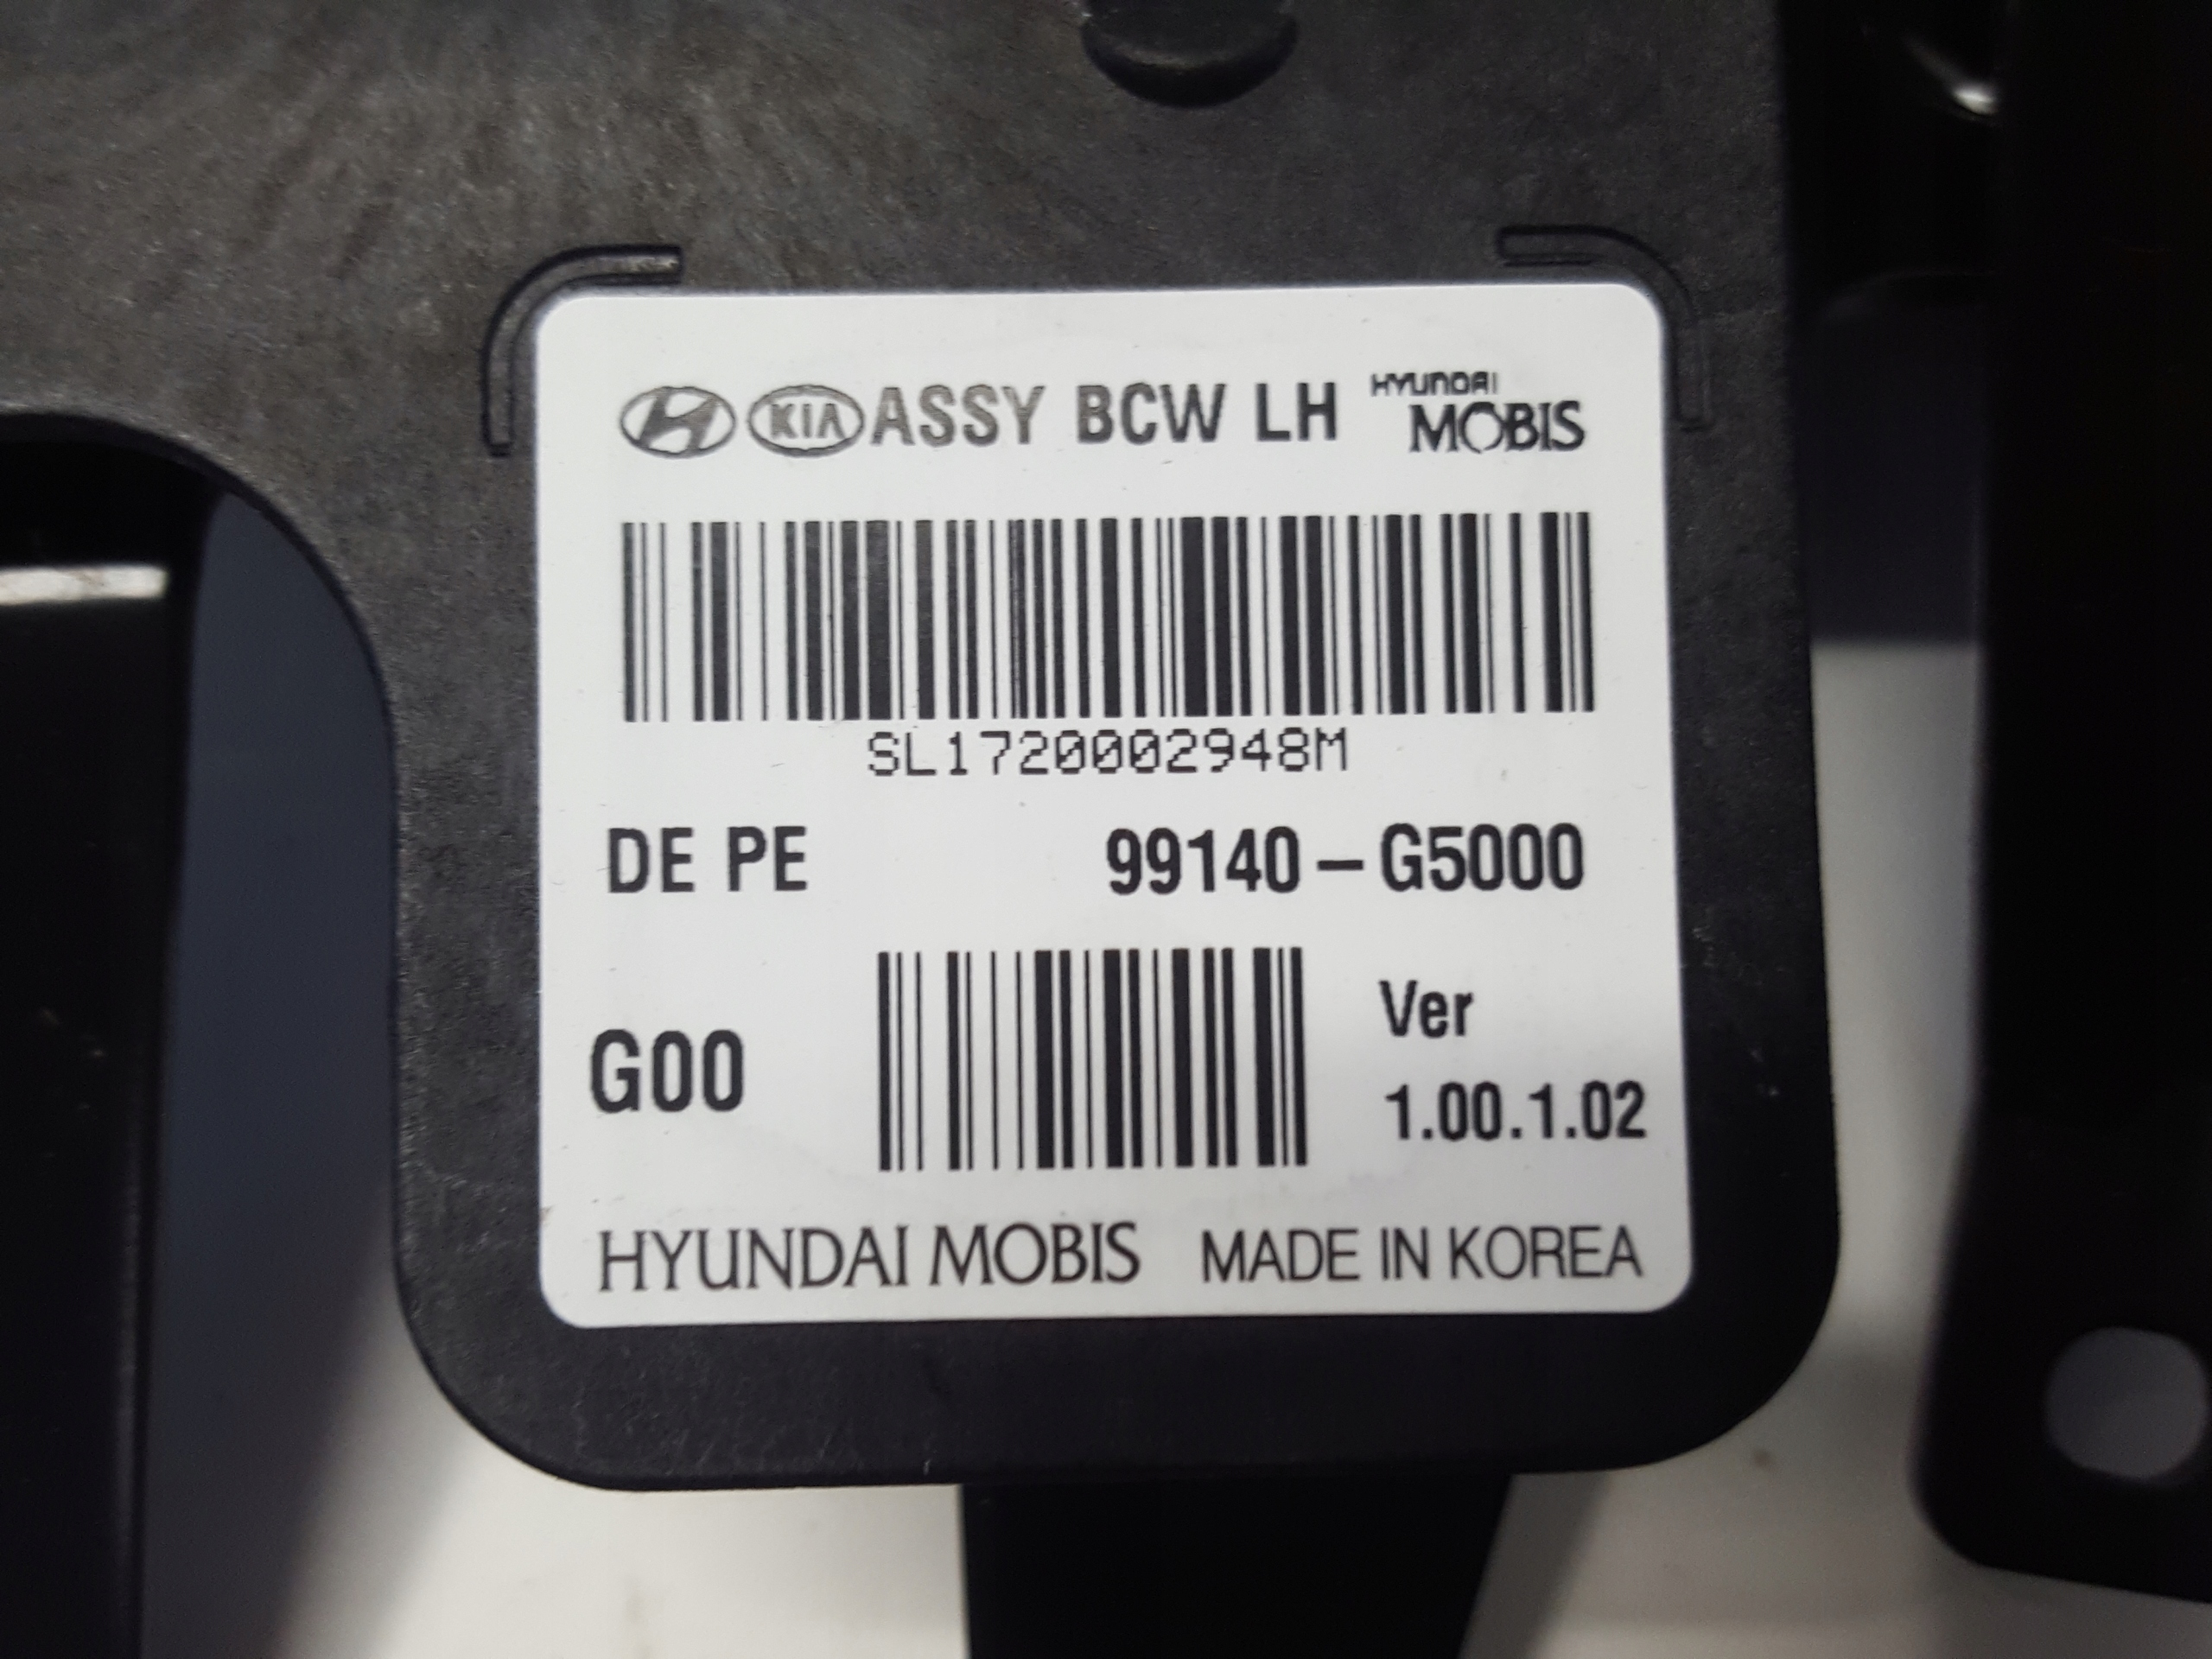 KIA ASSY BCW LH HYUNDAI MOBIS
SL1720002948M
DE PE 99140-G5000
G00 Ver 1.00.1.02
HYUNDAI MOBIS MADE IN KOREA